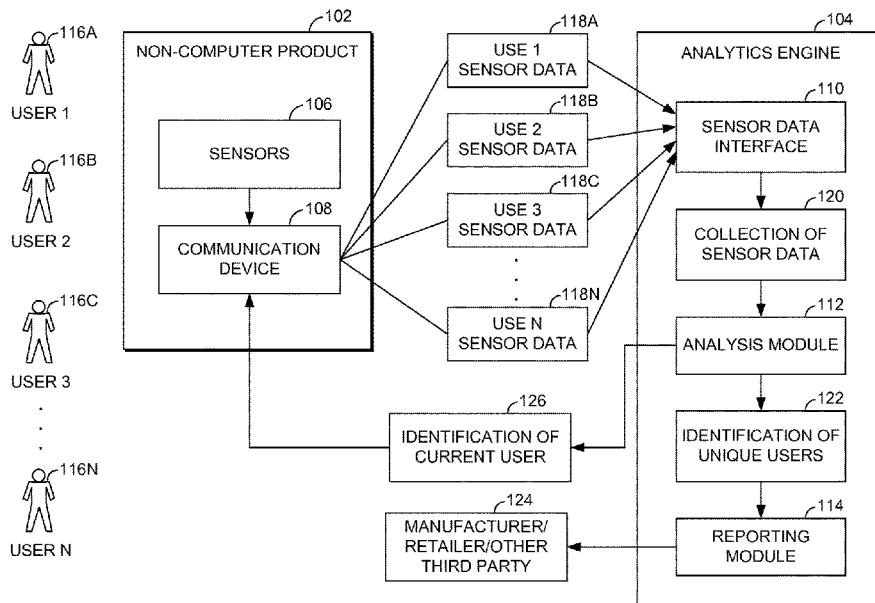 116A
USER 1
116B
USER 2
116C
USER 3
116N
USER N
102
NON-COMPUTER PRODUCT
106
SENSORS
108
COMMUNICATION
DEVICE
118A
USE 1
SENSOR DATA
118B
USE 2
SENSOR DATA
118C
USE 3
SENSOR DATA
118N
USE N
SENSOR DATA
126
IDENTIFICATION OF
CURRENT USER
124
MANUFACTURER/
RETAILER/OTHER
THIRD PARTY
104
ANALYTICS ENGINE
110
SENSOR DATA
INTERFACE
120
COLLECTION OF
SENSOR DATA
112
ANALYSIS MODULE
122
IDENTIFICATION OF
UNIQUE USERS
114
REPORTING
MODULE